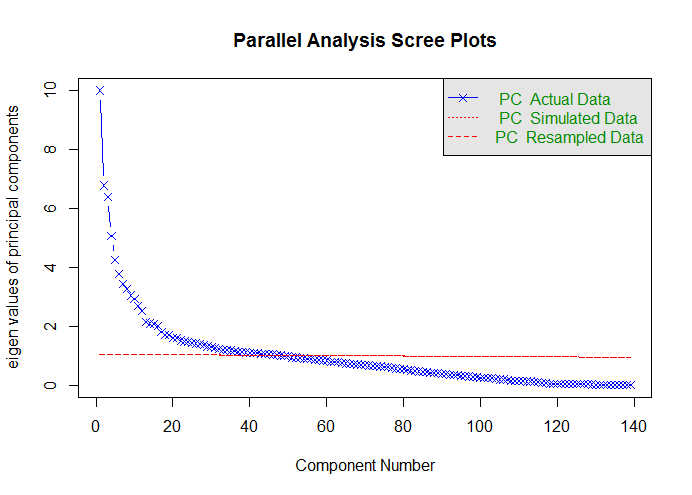 Parallel Analysis Scree Plots
eigen values of principal components
10
8
6
4
2
0
PC Actual Data
PC Simulated Data
PC Resampled Data
0 20 40 60 80 100 120 140
Component Number